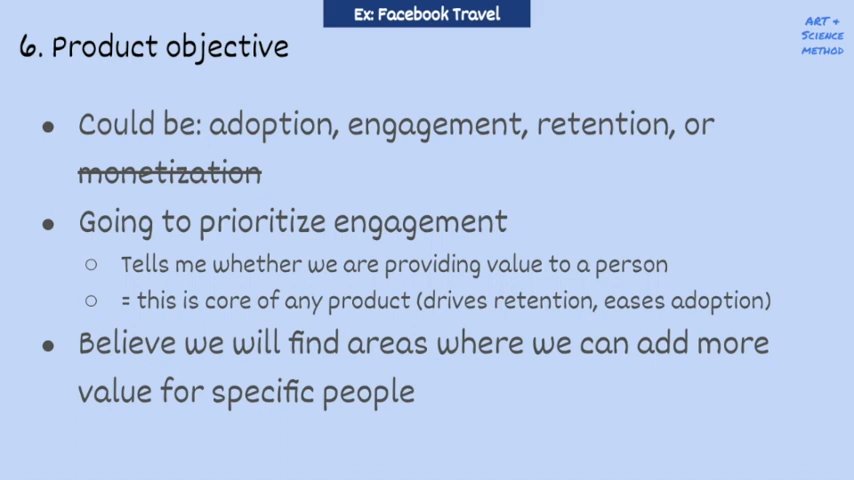 Ex: Facebook Travel
ART +
SCIENCE
METHOD
6. Product objective
● Could be: adoption, engagement, retention, or
monetization
● Going to prioritize engagement
○ Tells me whether we are providing value to a person
○ = this is core of any product (drives retention, eases adoption)
● Believe we will find areas where we can add more
value for specific people